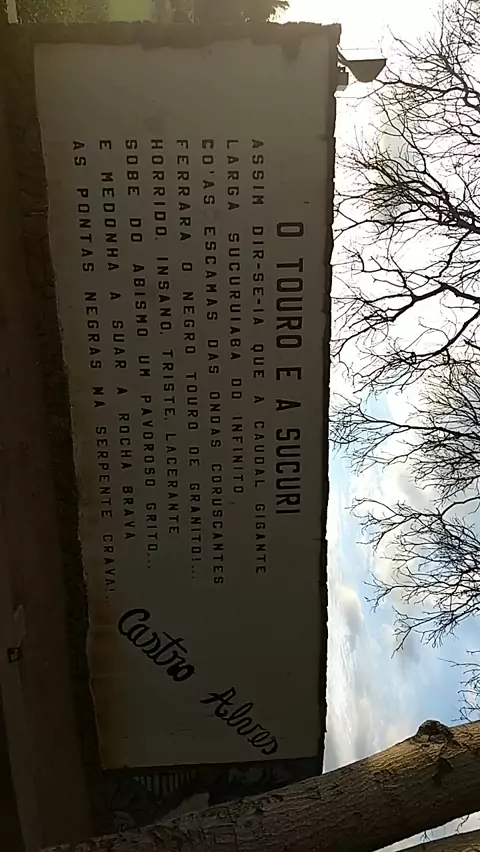 O TOURO E A SUCURI
ASSIM DIR-SE-IA QUE A CAUDAL GIGANTE
LARGA SUCURUIABA DO INFINITO,
CO'AS ESCAMAS DAS ONDAS CORUSCANTES
FERRARA O NEGRO TOURO DE GRANITO!...
HORRIDO, INSANO, TRISTE, LACERANTE
SOBE DO ABISMO UM PAVOROSO GRITO...
E MEDONHA A SUAR A ROCHA BRAVA
AS PONTAS NEGRAS NA SERPENTE CRAVA!..
Castro Alves